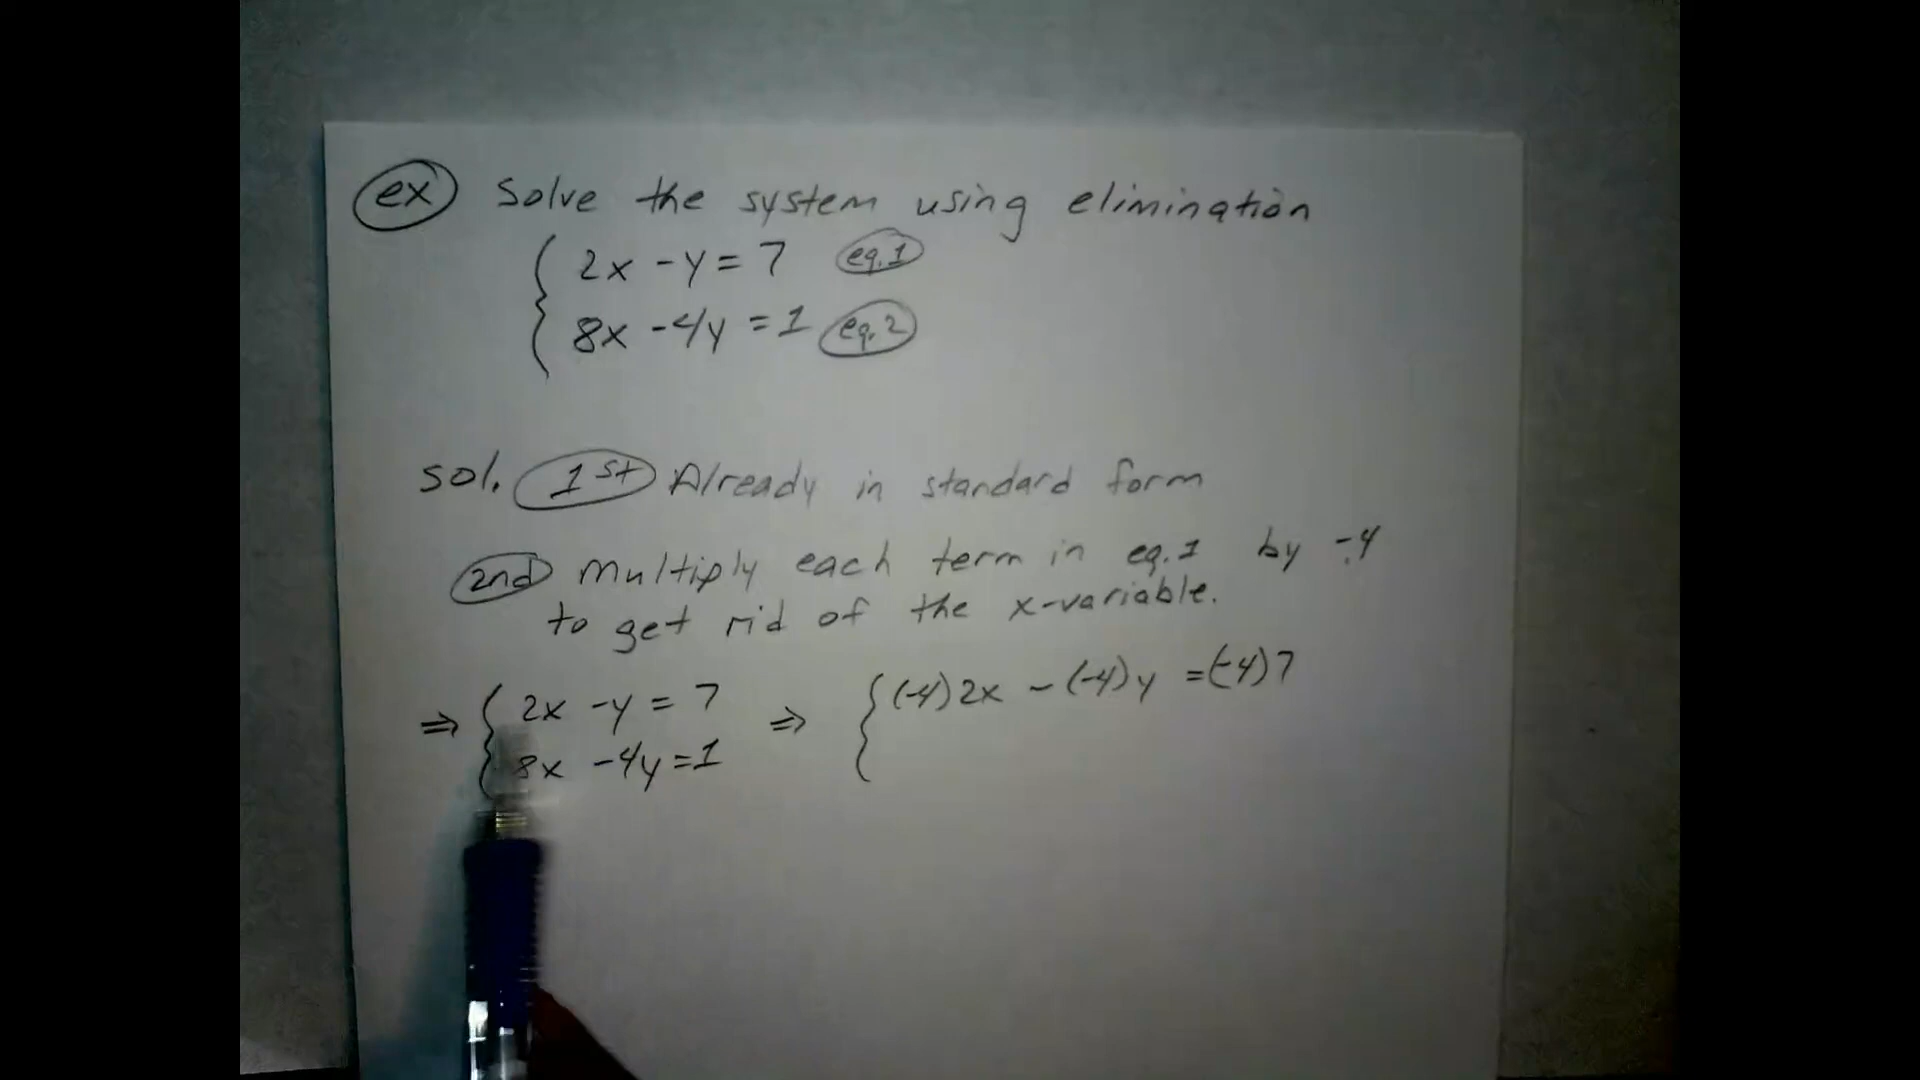 ex Solve the system using elimination
2x - y = 7 eq.1
8x - 4y = 1 eq.2
sol. 1st Already in standard form
2nd Multiply each term in eq.1 by -4
to get rid of the x-variable.
⇒ { 2x - y = 7 ⇒ { (-4)2x - (-4)y = (-4)7
8x - 4y = 1